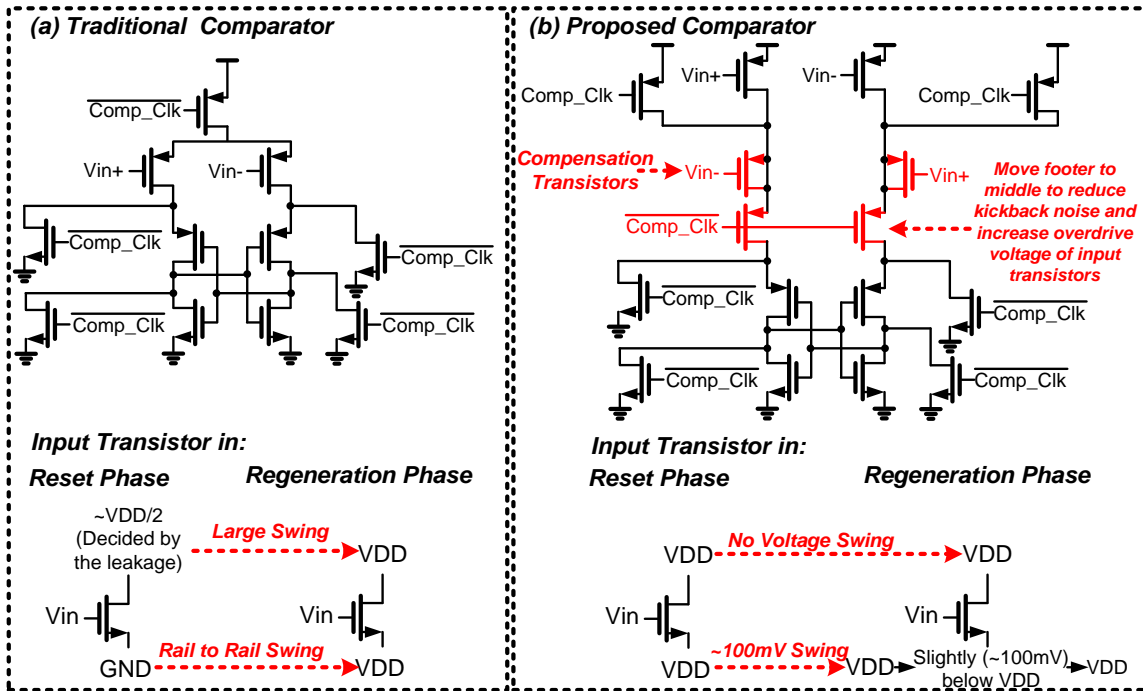 (a) Traditional Comparator
Comp_Clk
Vin+
Vin-
Comp_Clk
Comp_Clk
Comp_Clk
Comp_Clk
Input Transistor in:
Reset Phase
Regeneration Phase
~VDD/2
(Decided by
the leakage)
Large Swing
VDD
Vin
Vin
GND
Rail to Rail Swing
VDD
(b) Proposed Comparator
Comp_Clk
Vin+
Vin-
Comp_Clk
Compensation
Transistors
Vin-
Vin+
Move footer to
middle to reduce
kickback noise and
increase overdrive
voltage of input
transistors
Comp_Clk
Comp_Clk
Comp_Clk
Comp_Clk
Comp_Clk
Input Transistor in:
Reset Phase
Regeneration Phase
VDD
No Voltage Swing
VDD
Vin
Vin
VDD
~100mV Swing
VDD
Slightly (~100mV)
below VDD
VDD